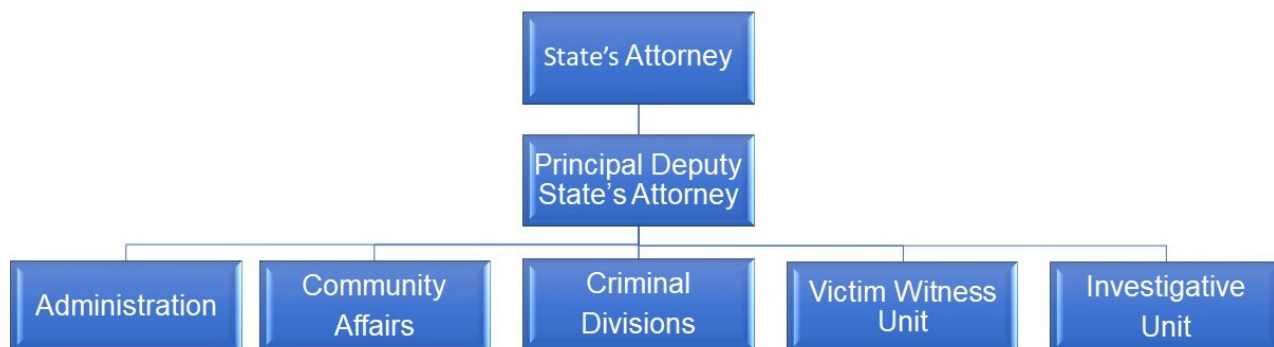 State’s Attorney
Principal Deputy
State’s Attorney
Administration
Community
Affairs
Criminal
Divisions
Victim Witness
Unit
Investigative
Unit